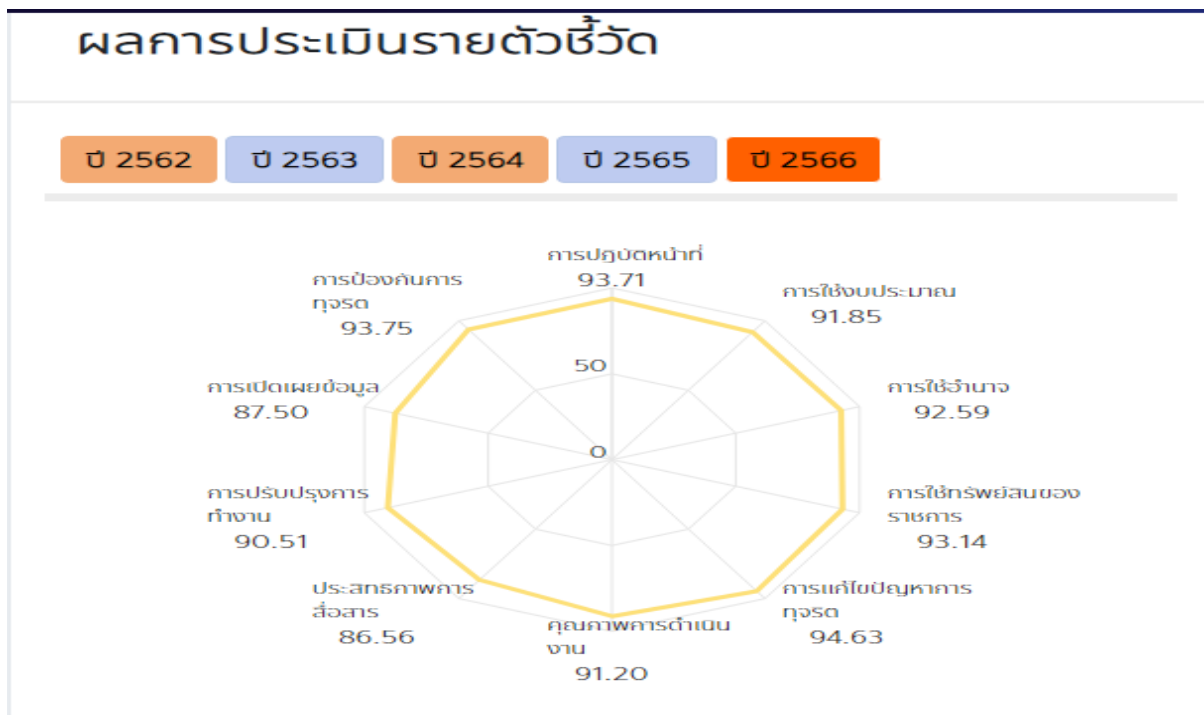 ผลการประเมินรายตัวชี้วัด
ปี 2562
ปี 2563
ปี 2564
ปี 2565
ปี 2566
การปฏิบัติหน้าที่
93.71
การใช้งบประมาณ
91.85
การใช้อำนาจ
92.59
การใช้ทรัพย์สินของ
ราชการ
93.14
การแก้ไขปัญหาการ
ทุจริต
94.63
คุณภาพการดำเนิน
งาน
91.20
ประสิทธิภาพการ
สื่อสาร
86.56
การปรับปรุงการ
ทำงาน
90.51
การเปิดเผยข้อมูล
87.50
การป้องกันการ
ทุจริต
93.75
50
0